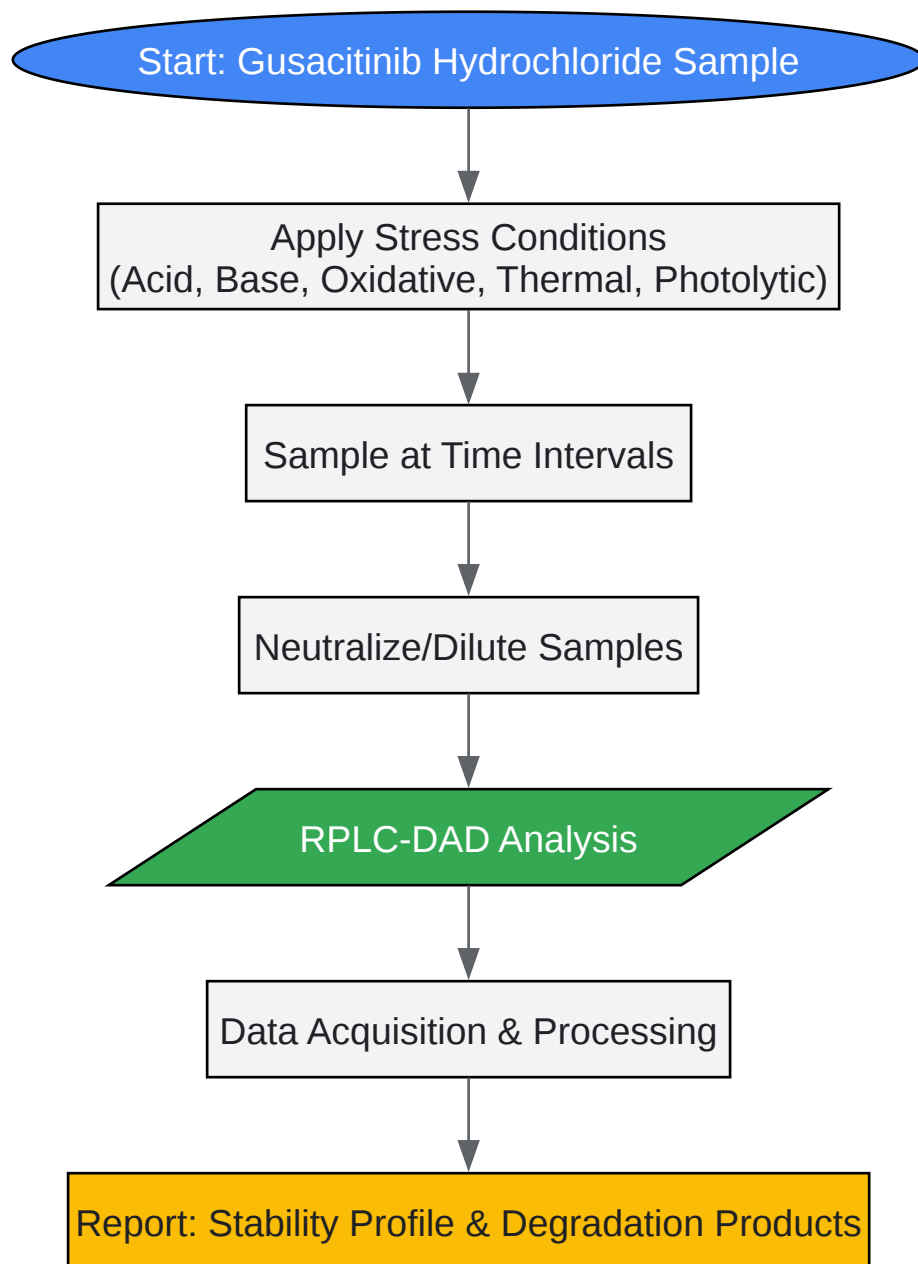 Start: Gusacitinib Hydrochloride Sample
Apply Stress Conditions
(Acid, Base, Oxidative, Thermal, Photolytic)
Sample at Time Intervals
Neutralize/Dilute Samples
RPLC-DAD Analysis
Data Acquisition & Processing
Report: Stability Profile & Degradation Products